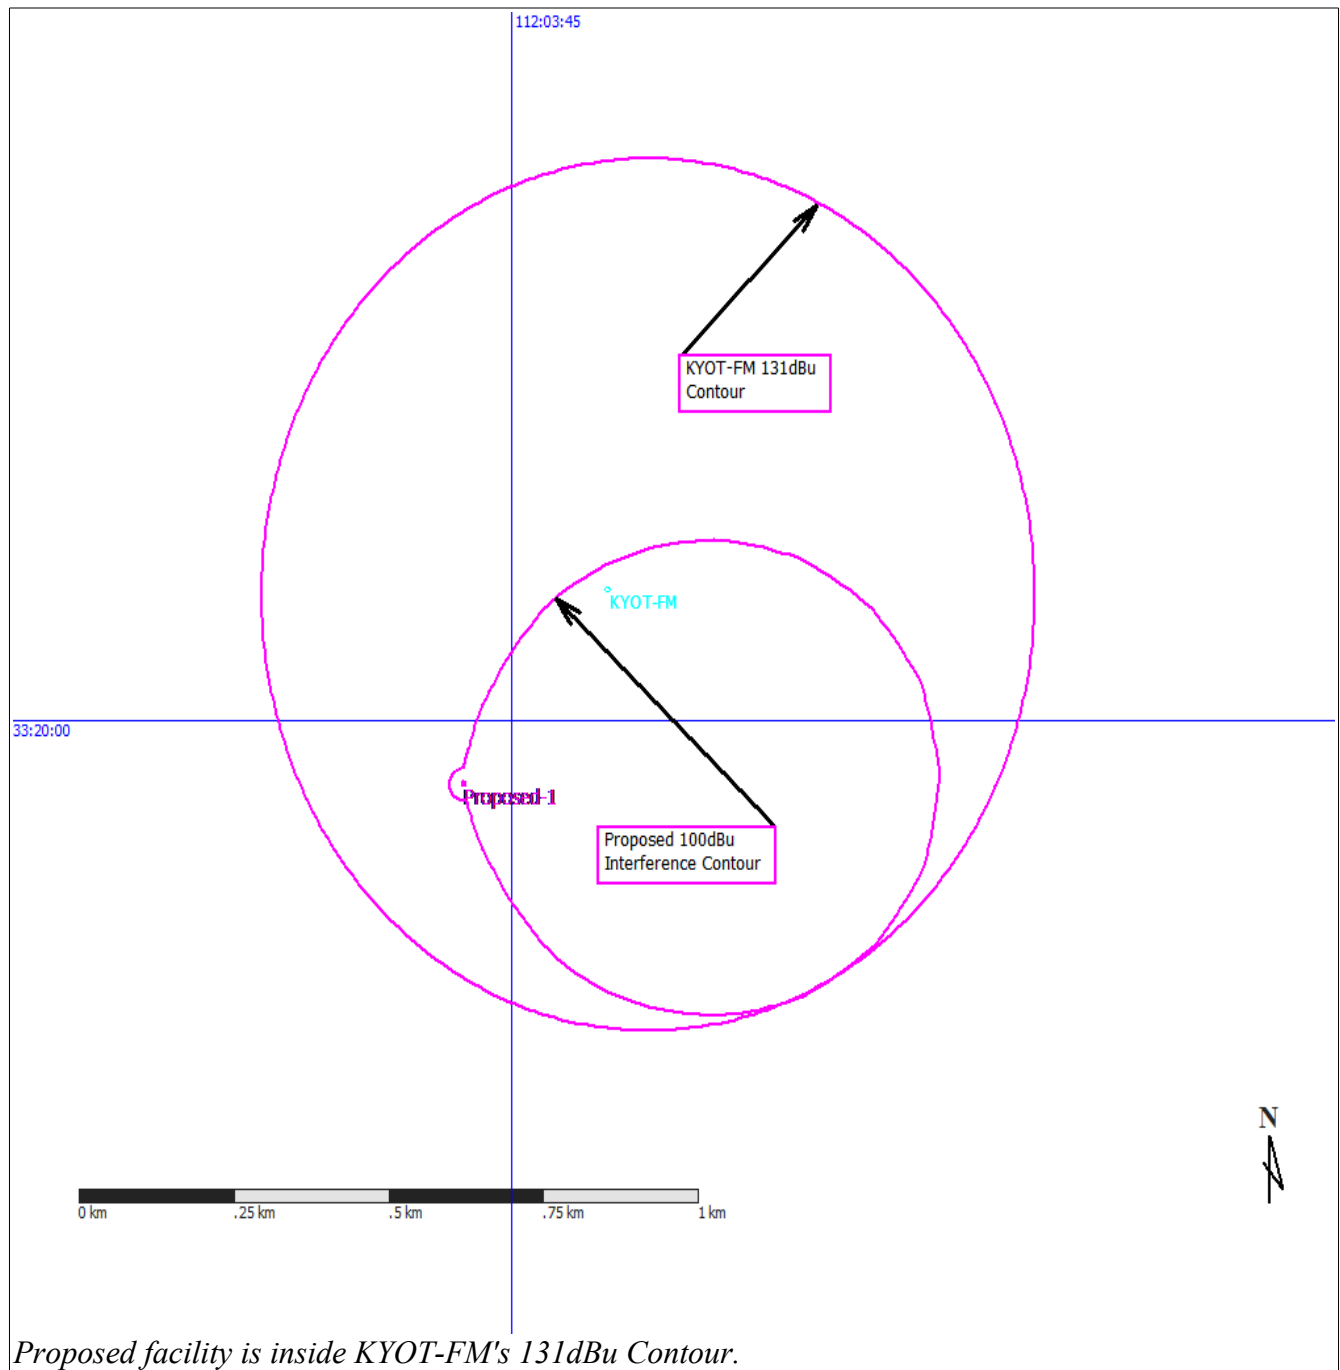 112:03:45
KYOT-FM 131dBu
Contour
KYOT-FM
33:20:00
Proposed-1
Proposed 100dBu
Interference Contour
N
0 km .25 km .5 km .75 km 1 km
Proposed facility is inside KYOT-FM's 131dBu Contour.